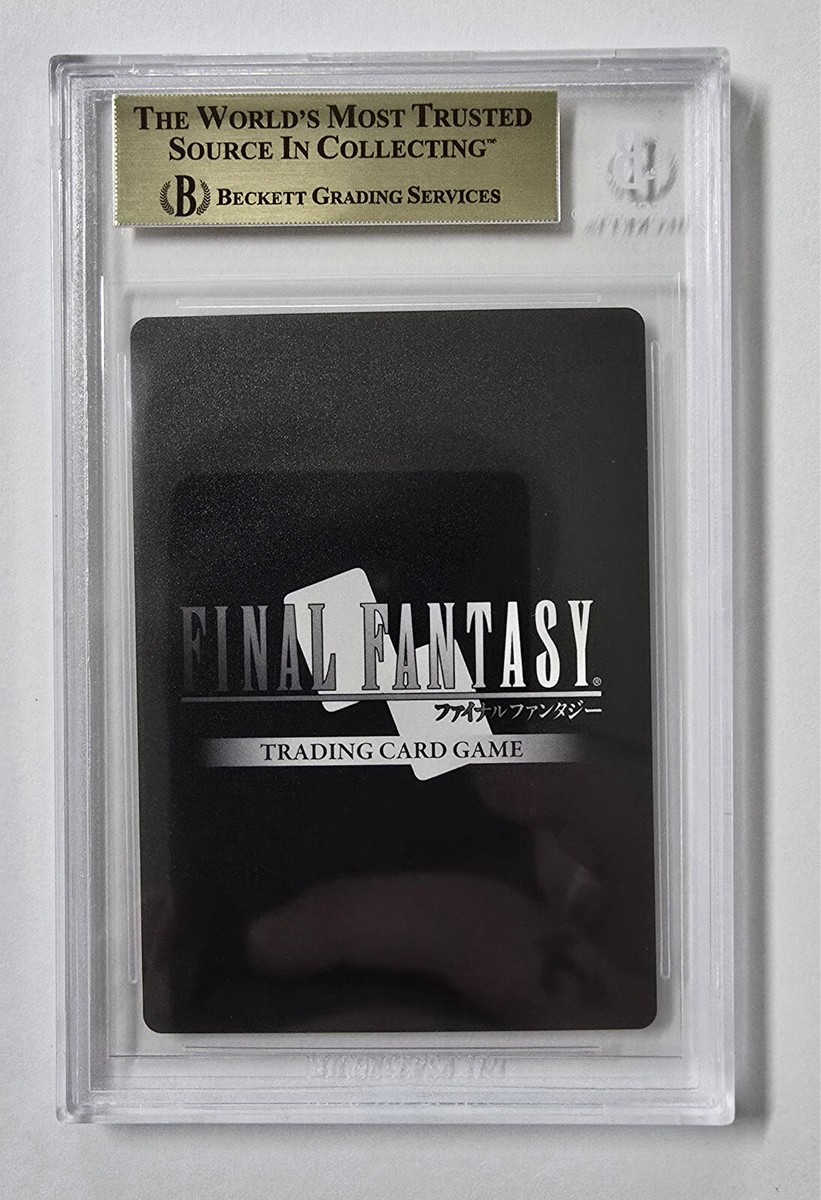 THE WORLD'S MOST TRUSTED
SOURCE IN COLLECTING™
B BECKETT GRADING SERVICES
FINAL FANTASY®
ファイナルファンタジー
TRADING CARD GAME